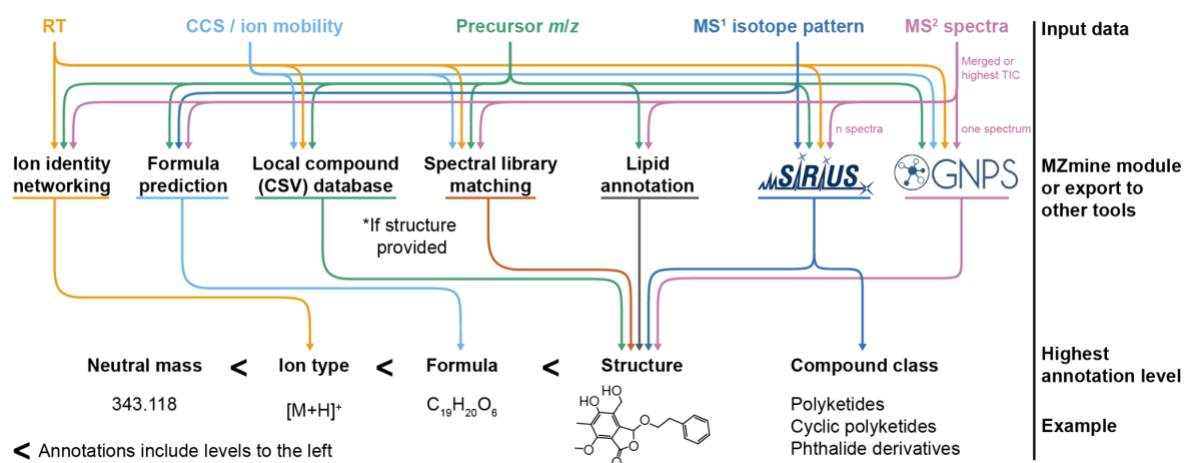 RT CCS / ion mobility Precursor m/z MS¹ isotope pattern MS² spectra Input data
Merged or
highest TIC
n spectra one spectrum
Ion identity
networking
Formula
prediction
Local compound
(CSV) database
Spectral library
matching
Lipid
annotation
SIRIUS
GNPS
MZmine module
or export to
other tools
*If structure
provided
Neutral mass < Ion type < Formula < Structure Compound class
Highest
annotation level
343.118 [M+H]⁺ C₁₉H₂₀O₆
HO
HO
O
O
O
O
Polyketides
Cyclic polyketides
Phthalide derivatives
Example
< Annotations include levels to the left